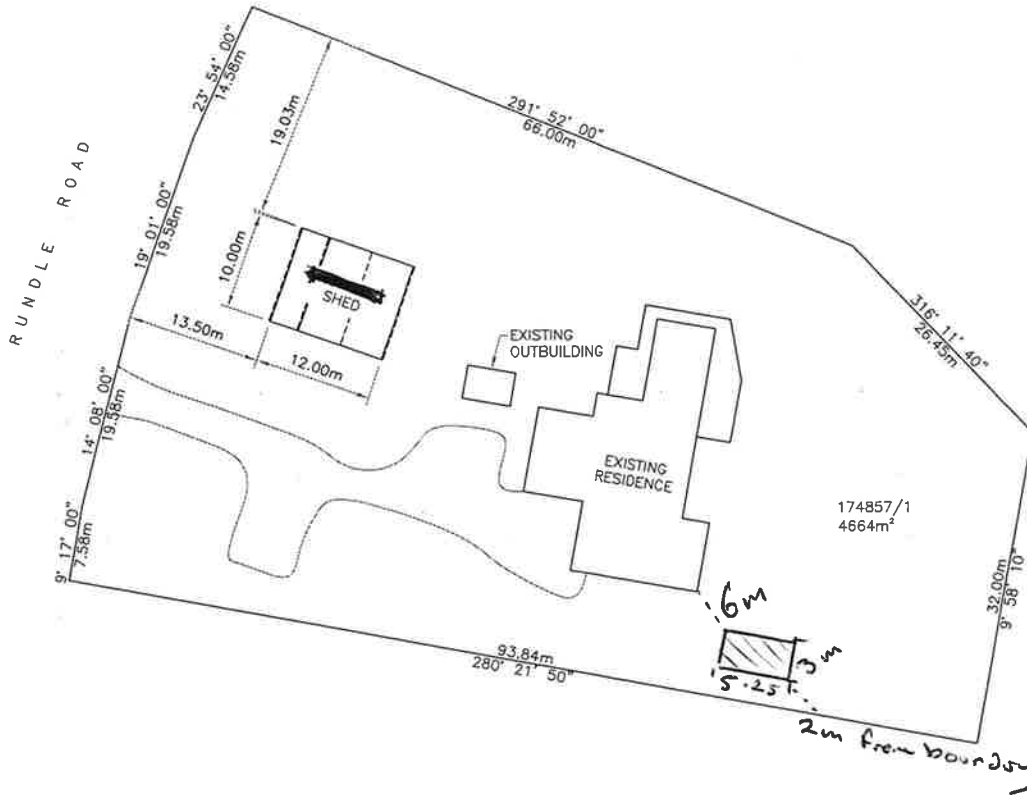 23° 54' 00"
14.58m
291° 52' 00"
66.00m
19.03m
RUNDLE ROAD
19° 01' 00"
19.58m
10.00m
SHED
316° 11' 40"
26.45m
13.50m
12.00m
EXISTING
OUTBUILDING
14° 08' 00"
19.58m
EXISTING
RESIDENCE
174857/1
4664m²
9° 17' 00"
7.58m
32.00m
9° 58' 10"
6m
93.84m
280° 21' 50"
3m
5.25
2m from